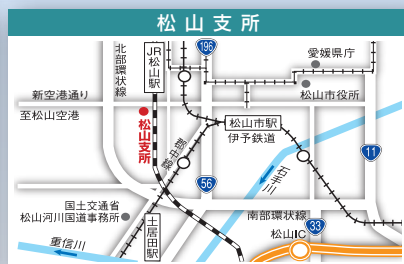 松山支所
北部環状線
JR松山駅
196
愛媛県庁
新空港通り
松山市役所
至松山空港
松山支所
松山市駅
伊予鉄道
郡中線
石手川
11
56
国土交通省
松山河川国道事務所
土居田駅
南部環状線
33
松山IC
重信川